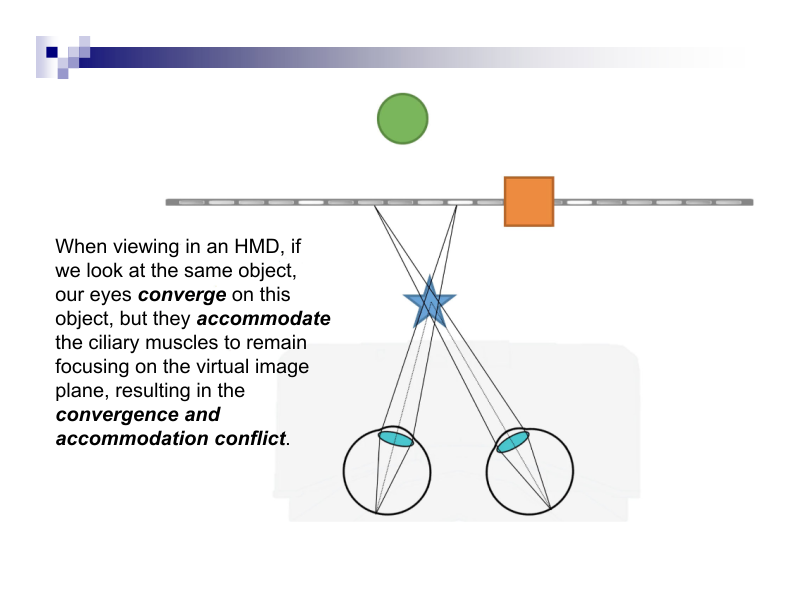 When viewing in an HMD, if
we look at the same object,
our eyes converge on this
object, but they accommodate
the ciliary muscles to remain
focusing on the virtual image
plane, resulting in the
convergence and
accommodation conflict.